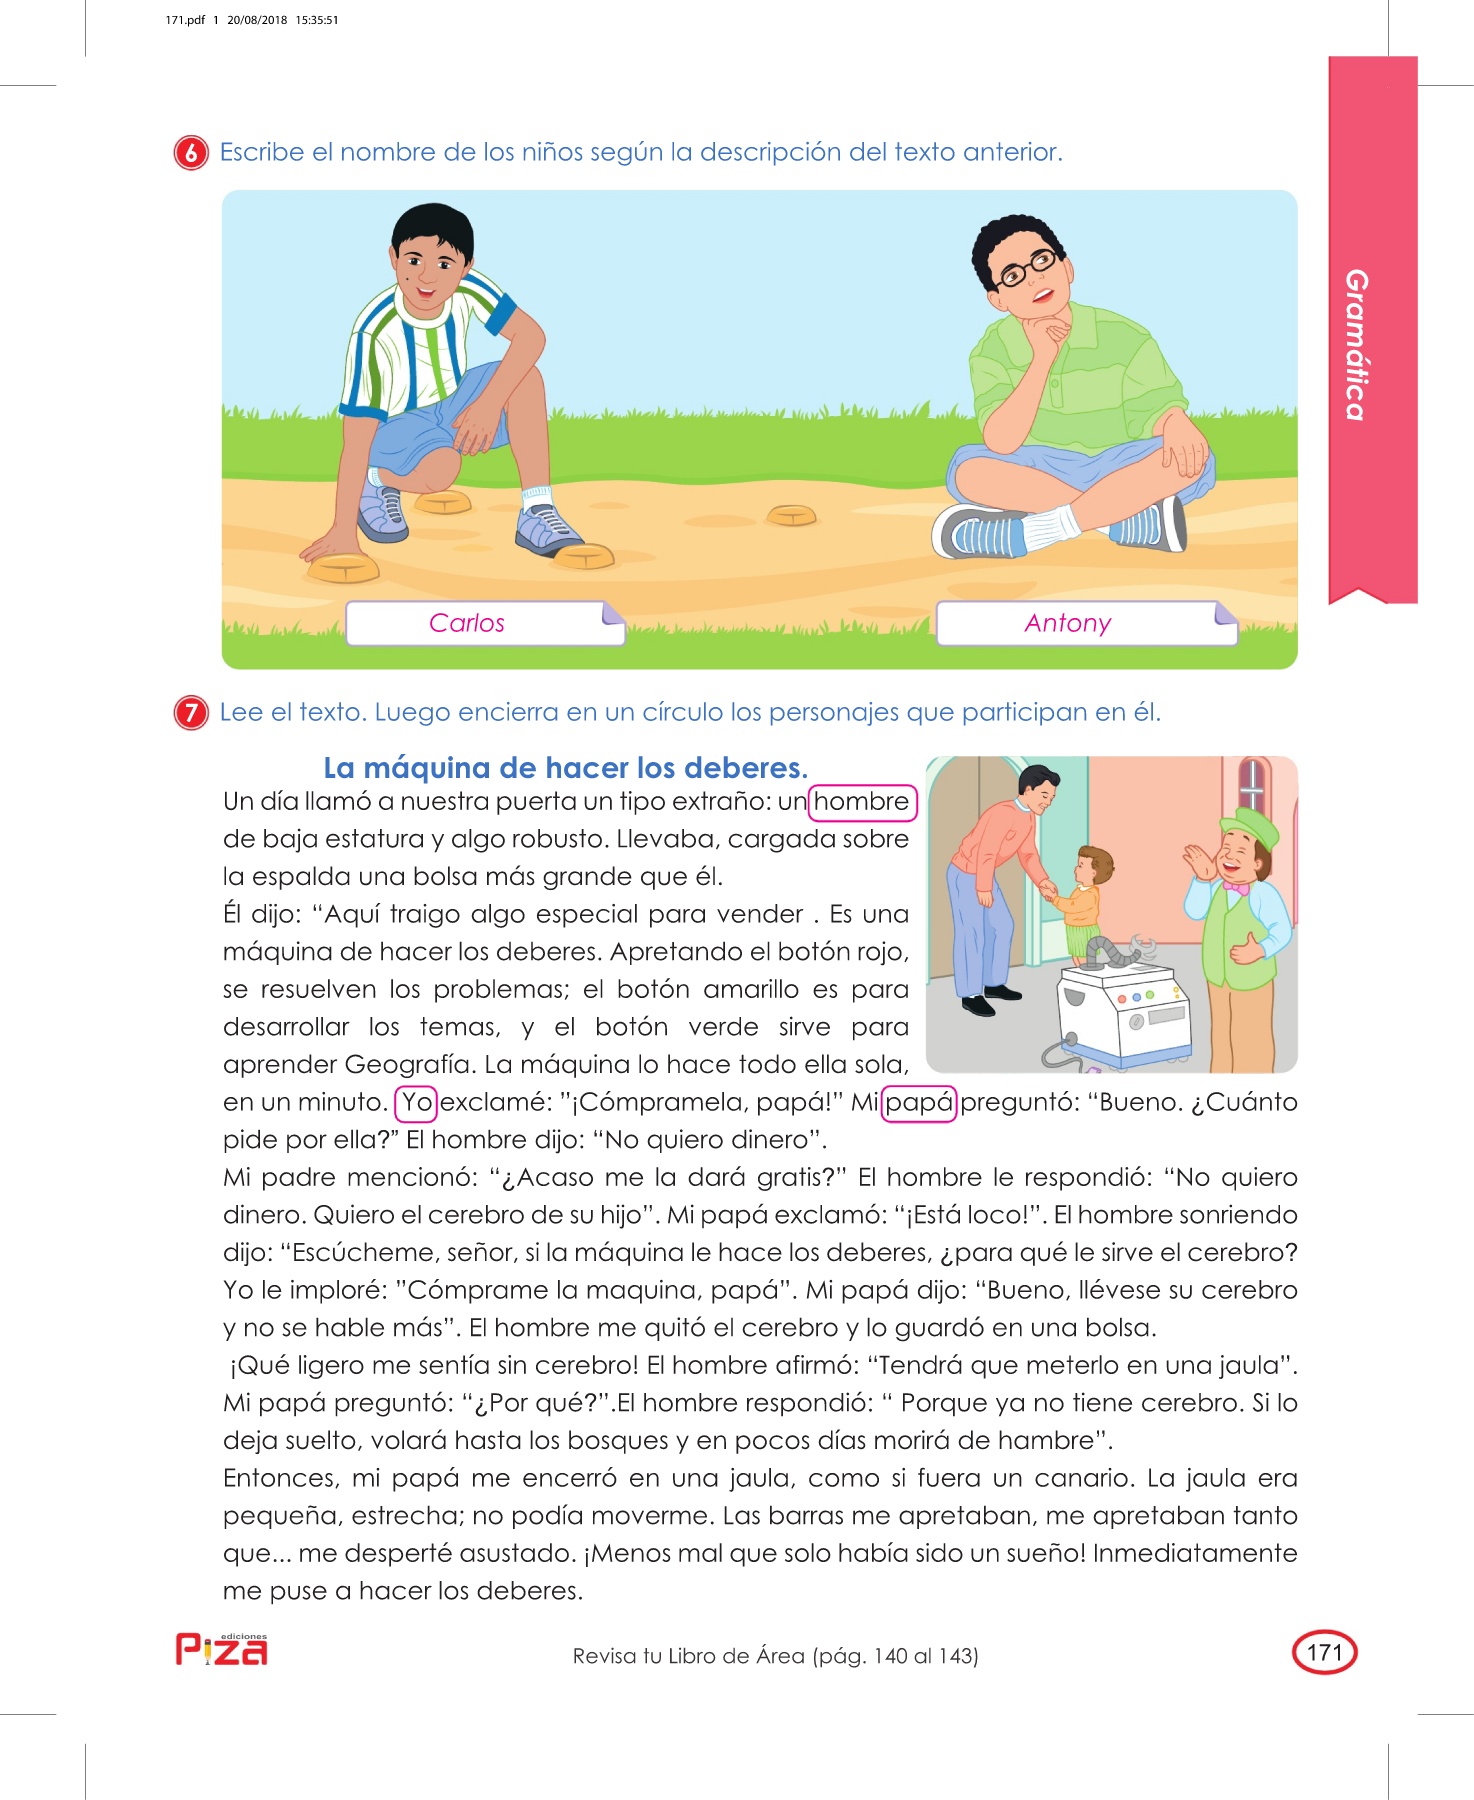 171.pdf 1 20/08/2018 15:35:51
6 Escribe el nombre de los niños según la descripción del texto anterior.
Gramática
Carlos
Antony
7 Lee el texto. Luego encierra en un círculo los personajes que participan en él.
La máquina de hacer los deberes.
Un día llamó a nuestra puerta un tipo extraño: un hombre
de baja estatura y algo robusto. Llevaba, cargada sobre
la espalda una bolsa más grande que él.
Él dijo: “Aquí traigo algo especial para vender . Es una
máquina de hacer los deberes. Apretando el botón rojo,
se resuelven los problemas; el botón amarillo es para
desarrollar los temas, y el botón verde sirve para
aprender Geografía. La máquina lo hace todo ella sola,
en un minuto. Yo exclamé: ”¡Cómpramela, papá!” Mi papá preguntó: “Bueno. ¿Cuánto
pide por ella?” El hombre dijo: “No quiero dinero”.
Mi padre mencionó: “¿Acaso me la dará gratis?” El hombre le respondió: “No quiero
dinero. Quiero el cerebro de su hijo”. Mi papá exclamó: “¡Está loco!”. El hombre sonriendo
dijo: “Escúcheme, señor, si la máquina le hace los deberes, ¿para qué le sirve el cerebro?
Yo le imploré: ”Cómprame la maquina, papá”. Mi papá dijo: “Bueno, llévese su cerebro
y no se hable más”. El hombre me quitó el cerebro y lo guardó en una bolsa.
¡Qué ligero me sentía sin cerebro! El hombre afirmó: “Tendrá que meterlo en una jaula”.
Mi papá preguntó: “¿Por qué?”.El hombre respondió: “ Porque ya no tiene cerebro. Si lo
deja suelto, volará hasta los bosques y en pocos días morirá de hambre”.
Entonces, mi papá me encerró en una jaula, como si fuera un canario. La jaula era
pequeña, estrecha; no podía moverme. Las barras me apretaban, me apretaban tanto
que... me desperté asustado. ¡Menos mal que solo había sido un sueño! Inmediatamente
me puse a hacer los deberes.
ediciones
Piza
Revisa tu Libro de Área (pág. 140 al 143)
171